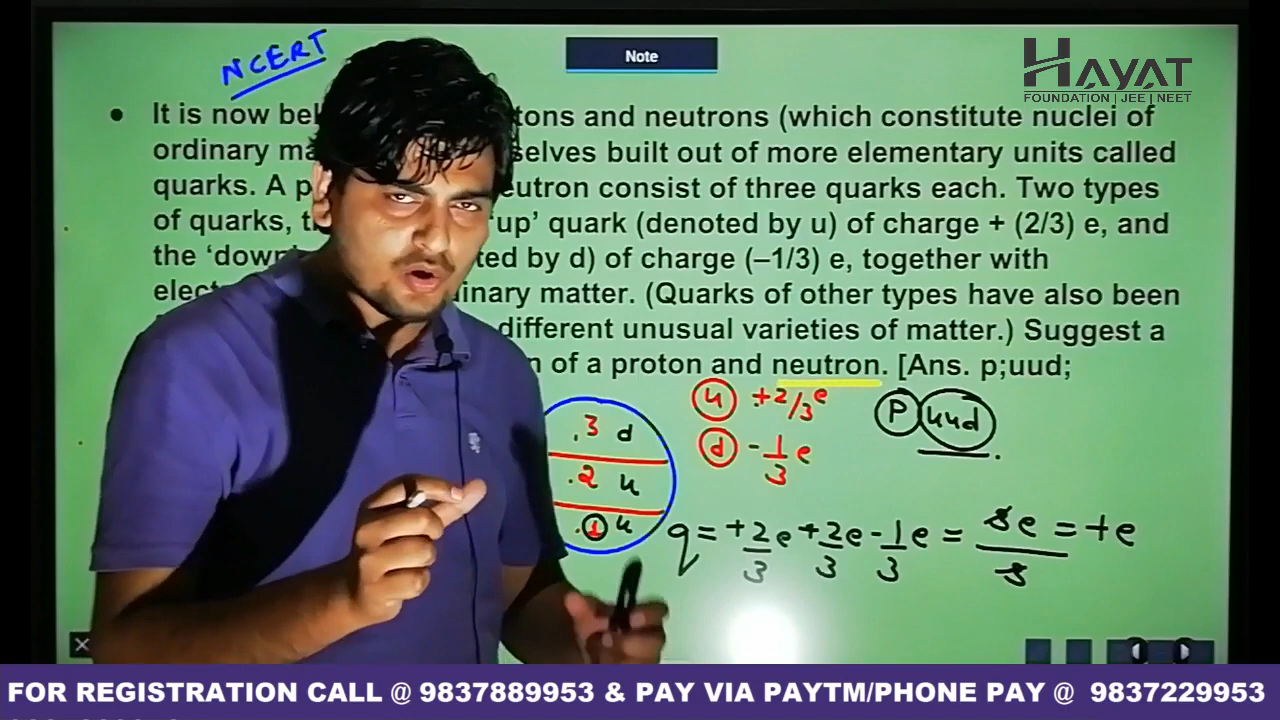 NCERT
Note
HAYAT
FOUNDATION | JEE | NEET
• It is now bel tons and neutrons (which constitute nuclei of
ordinary ma selves built out of more elementary units called
quarks. A p eutron consist of three quarks each. Two types
of quarks, t 'up' quark (denoted by u) of charge + (2/3) e, and
the 'down' ted by d) of charge (–1/3) e, together with
elect inary matter. (Quarks of other types have also been
different unusual varieties of matter.) Suggest a
n of a proton and neutron. [Ans. p;uud;
.3 d
.2 u
.1 u
u +2/3 e
d -1/3 e
P uud
q = +2/3 e +2/3 e -1/3 e = 3e/3 = +e
FOR REGISTRATION CALL @ 9837889953 & PAY VIA PAYTM/PHONE PAY @ 9837229953